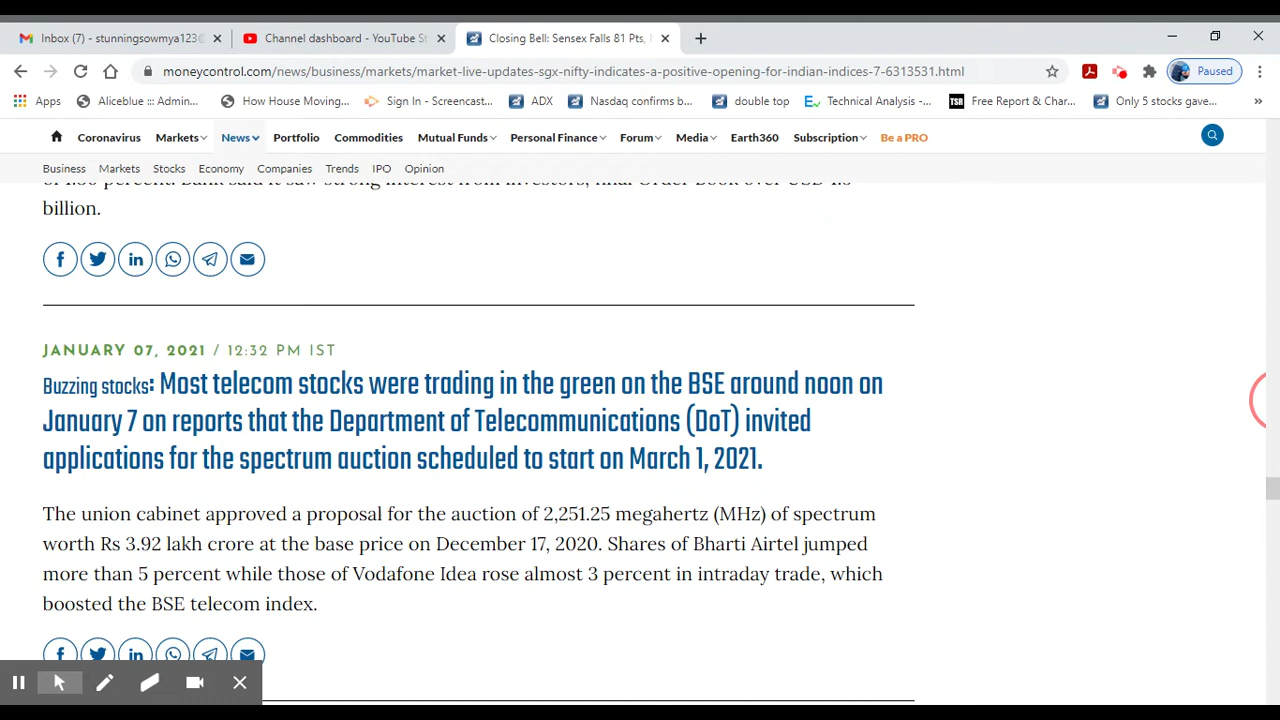 Inbox (7) - stunningsowmya123@
Channel dashboard - YouTube St
Closing Bell: Sensex Falls 81 Pts,
moneycontrol.com/news/business/markets/market-live-updates-sgx-nifty-indicates-a-positive-opening-for-indian-indices-7-6313531.html
Paused
Apps
Aliceblue ::: Admin...
How House Moving...
Sign In - Screencast...
ADX
Nasdaq confirms b...
double top
Technical Analysis -...
TSR
Free Report & Char...
Only 5 stocks gave...
»
Coronavirus Markets News Portfolio Commodities Mutual Funds Personal Finance Forum Media Earth360 Subscription Be a PRO
Business Markets Stocks Economy Companies Trends IPO Opinion
of 1.80 percent. Bank said it saw strong interest from investors, final Order Book over USD 1.6
billion.
JANUARY 07, 2021 / 12:32 PM IST
Buzzing stocks: Most telecom stocks were trading in the green on the BSE around noon on
January 7 on reports that the Department of Telecommunications (DoT) invited
applications for the spectrum auction scheduled to start on March 1, 2021.
The union cabinet approved a proposal for the auction of 2,251.25 megahertz (MHz) of spectrum
worth Rs 3.92 lakh crore at the base price on December 17, 2020. Shares of Bharti Airtel jumped
more than 5 percent while those of Vodafone Idea rose almost 3 percent in intraday trade, which
boosted the BSE telecom index.